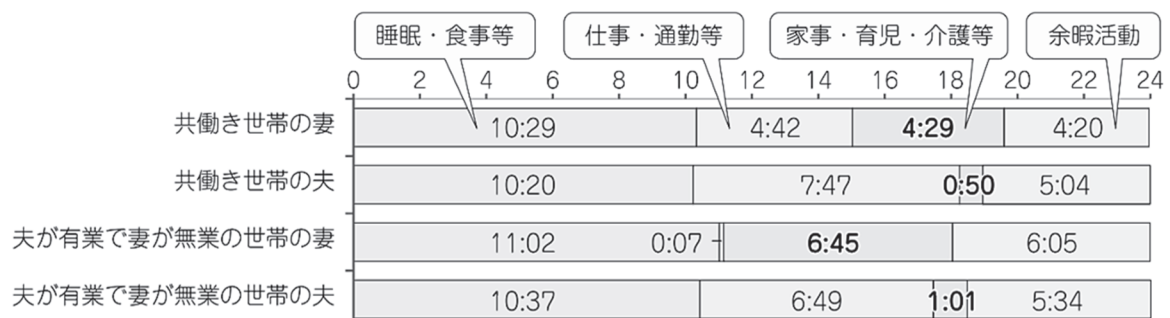 睡眠・食事等 仕事・通勤等 家事・育児・介護等 余暇活動
0 2 4 6 8 10 12 14 16 18 20 22 24
共働き世帯の妻 10:29 4:42 4:29 4:20
共働き世帯の夫 10:20 7:47 0:50 5:04
夫が有業で妻が無業の世帯の妻 11:02 0:07 6:45 6:05
夫が有業で妻が無業の世帯の夫 10:37 6:49 1:01 5:34